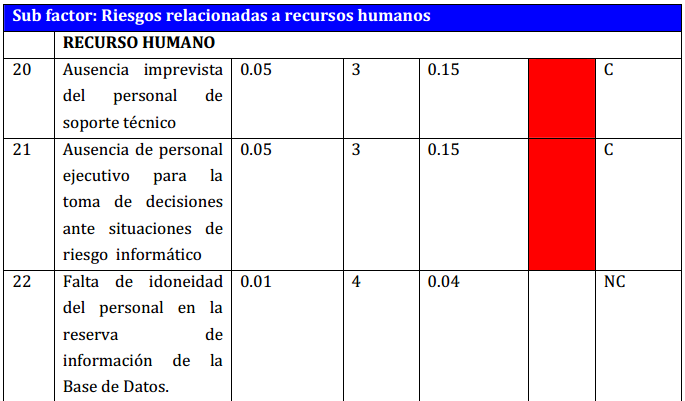 Sub factor: Riesgos relacionadas a recursos humanos
RECURSO HUMANO
20 Ausencia imprevista 0.05 3 0.15 C
del personal de
soporte técnico
21 Ausencia de personal 0.05 3 0.15 C
ejecutivo para la
toma de decisiones
ante situaciones de
riesgo informático
22 Falta de idoneidad 0.01 4 0.04 NC
del personal en la
reserva de
información de la
Base de Datos.